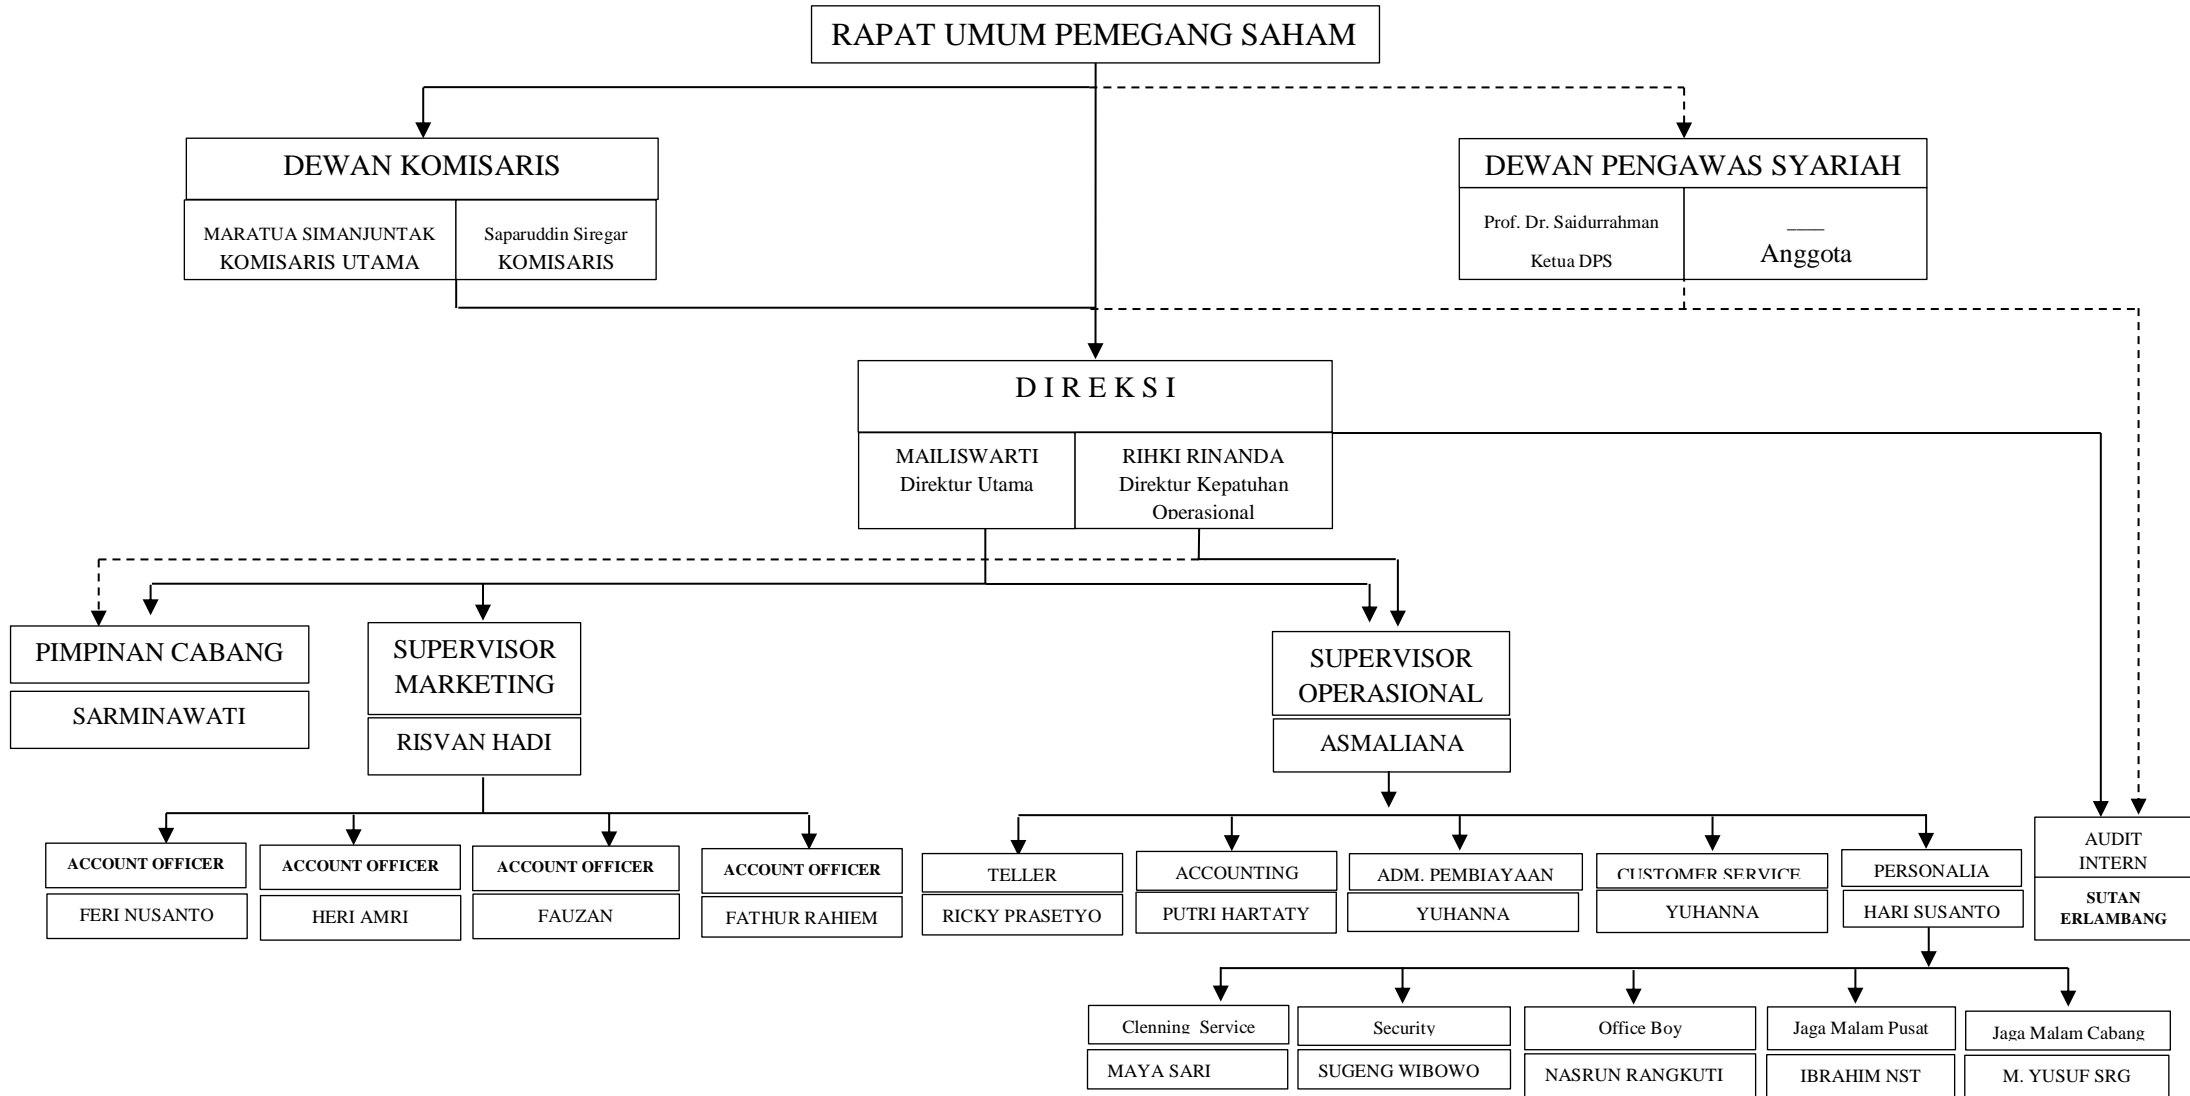 RAPAT UMUM PEMEGANG SAHAM
DEWAN KOMISARIS
MARATUA SIMANJUNTAK
KOMISARIS UTAMA
Saparuddin Siregar
KOMISARIS
DEWAN PENGAWAS SYARIAH
Prof. Dr. Saidurrahman
Ketua DPS
____
Anggota
D I R E K S I
MAILISWARTI
Direktur Utama
RIHKI RINANDA
Direktur Kepatuhan
Operasional
PIMPINAN CABANG
SARMINAWATI
SUPERVISOR
MARKETING
RISVAN HADI
SUPERVISOR
OPERASIONAL
ASMALIANA
ACCOUNT OFFICER
FERI NUSANTO
ACCOUNT OFFICER
HERI AMRI
ACCOUNT OFFICER
FAUZAN
ACCOUNT OFFICER
FATHUR RAHIEM
TELLER
RICKY PRASETYO
ACCOUNTING
PUTRI HARTATY
ADM. PEMBIAYAAN
YUHANNA
CUSTOMER SERVICE
YUHANNA
PERSONALIA
HARI SUSANTO
AUDIT
INTERN
SUTAN
ERLAMBANG
Clenning Service
MAYA SARI
Security
SUGENG WIBOWO
Office Boy
NASRUN RANGKUTI
Jaga Malam Pusat
IBRAHIM NST
Jaga Malam Cabang
M. YUSUF SRG